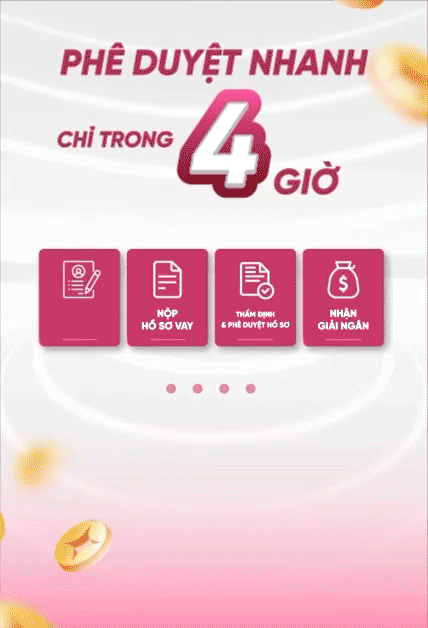 PHÊ DUYỆT NHANH
CHỈ TRONG
4
GIỜ
NỘP
HỒ SƠ VAY
THẨM ĐỊNH
& PHÊ DUYỆT HỒ SƠ
NHẬN
GIẢI NGÂN